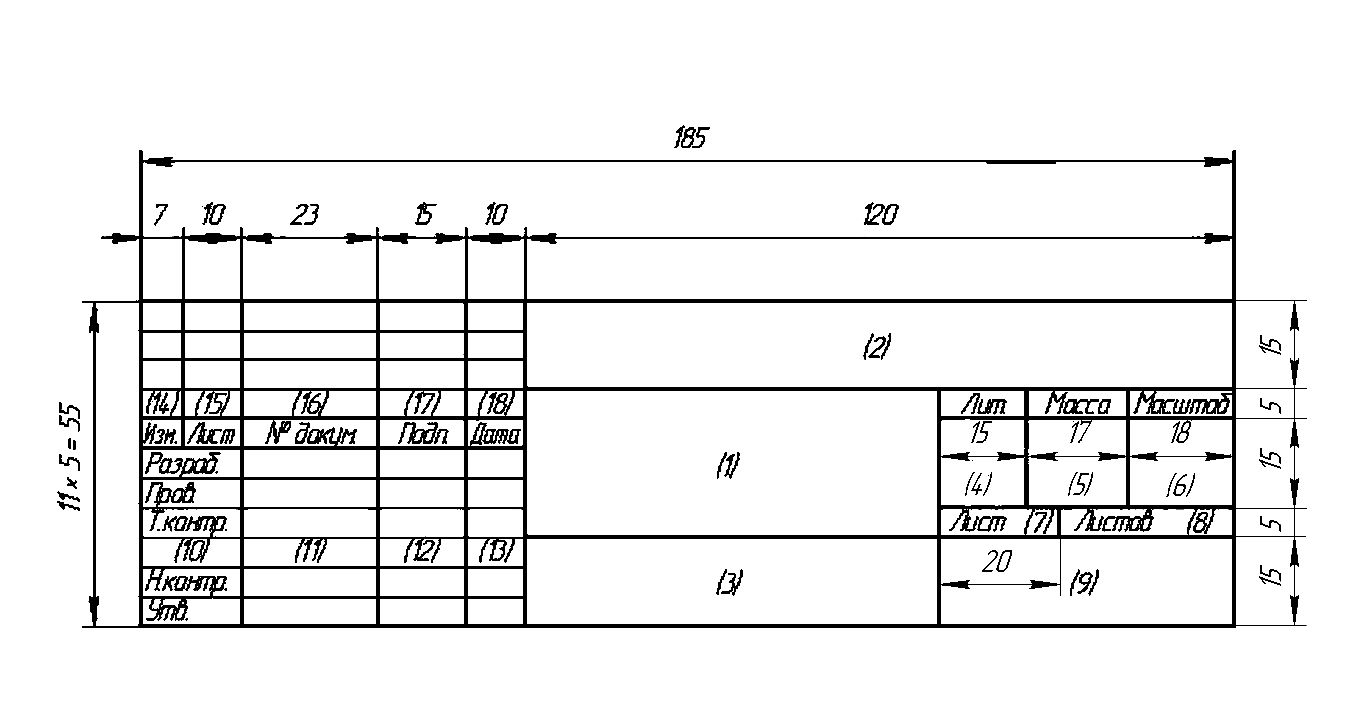 185
7 10 23 15 10 120
(2) 15
(14) (15) (16) (17) (18) Лит. Масса Масштаб 5
Изм. Лист № докум. Подп. Дата 15 17 18
11 x 5 = 55
Разраб. (1) 15
Пров. (4) (5) (6)
Т.контр. Лист (7) Листов (8) 5
(10) (11) (12) (13) 20
Н.контр. (3) (9) 15
Утв.